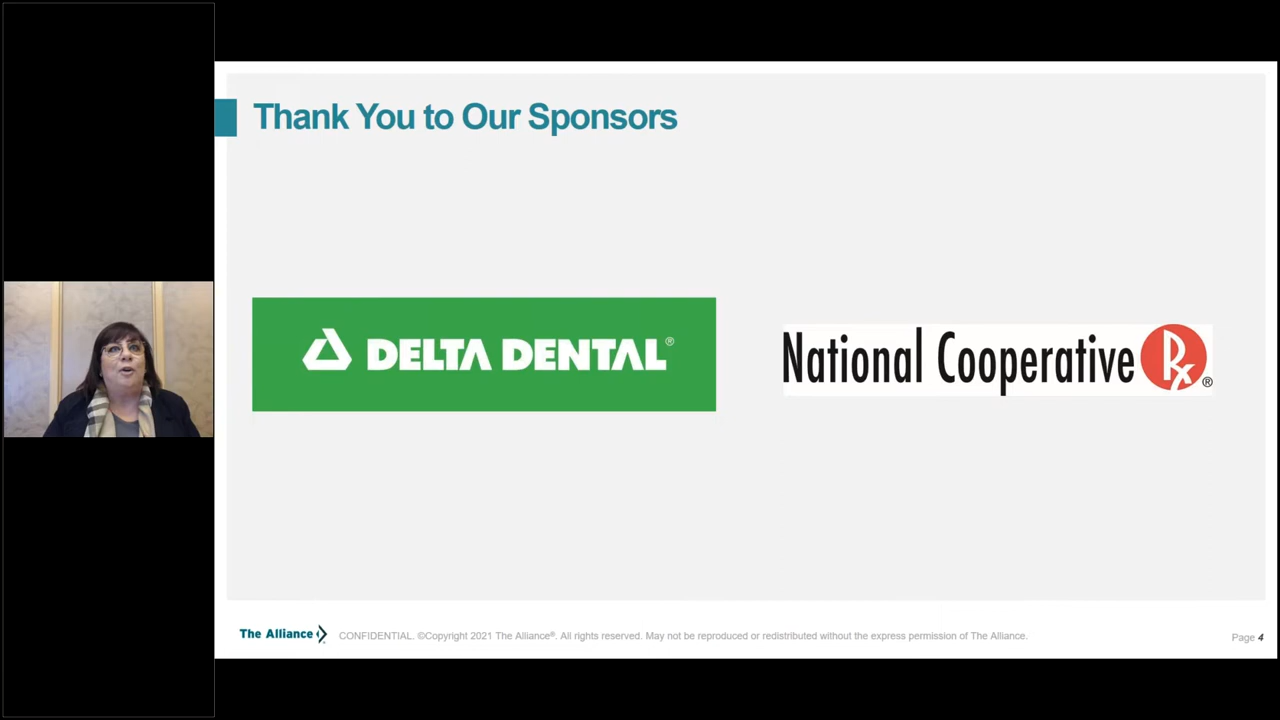 Thank You to Our Sponsors
DELTA DENTAL®
National Cooperative Rx®
The Alliance
CONFIDENTIAL. ©Copyright 2021 The Alliance®. All rights reserved. May not be reproduced or redistributed without the express permission of The Alliance.
Page 4